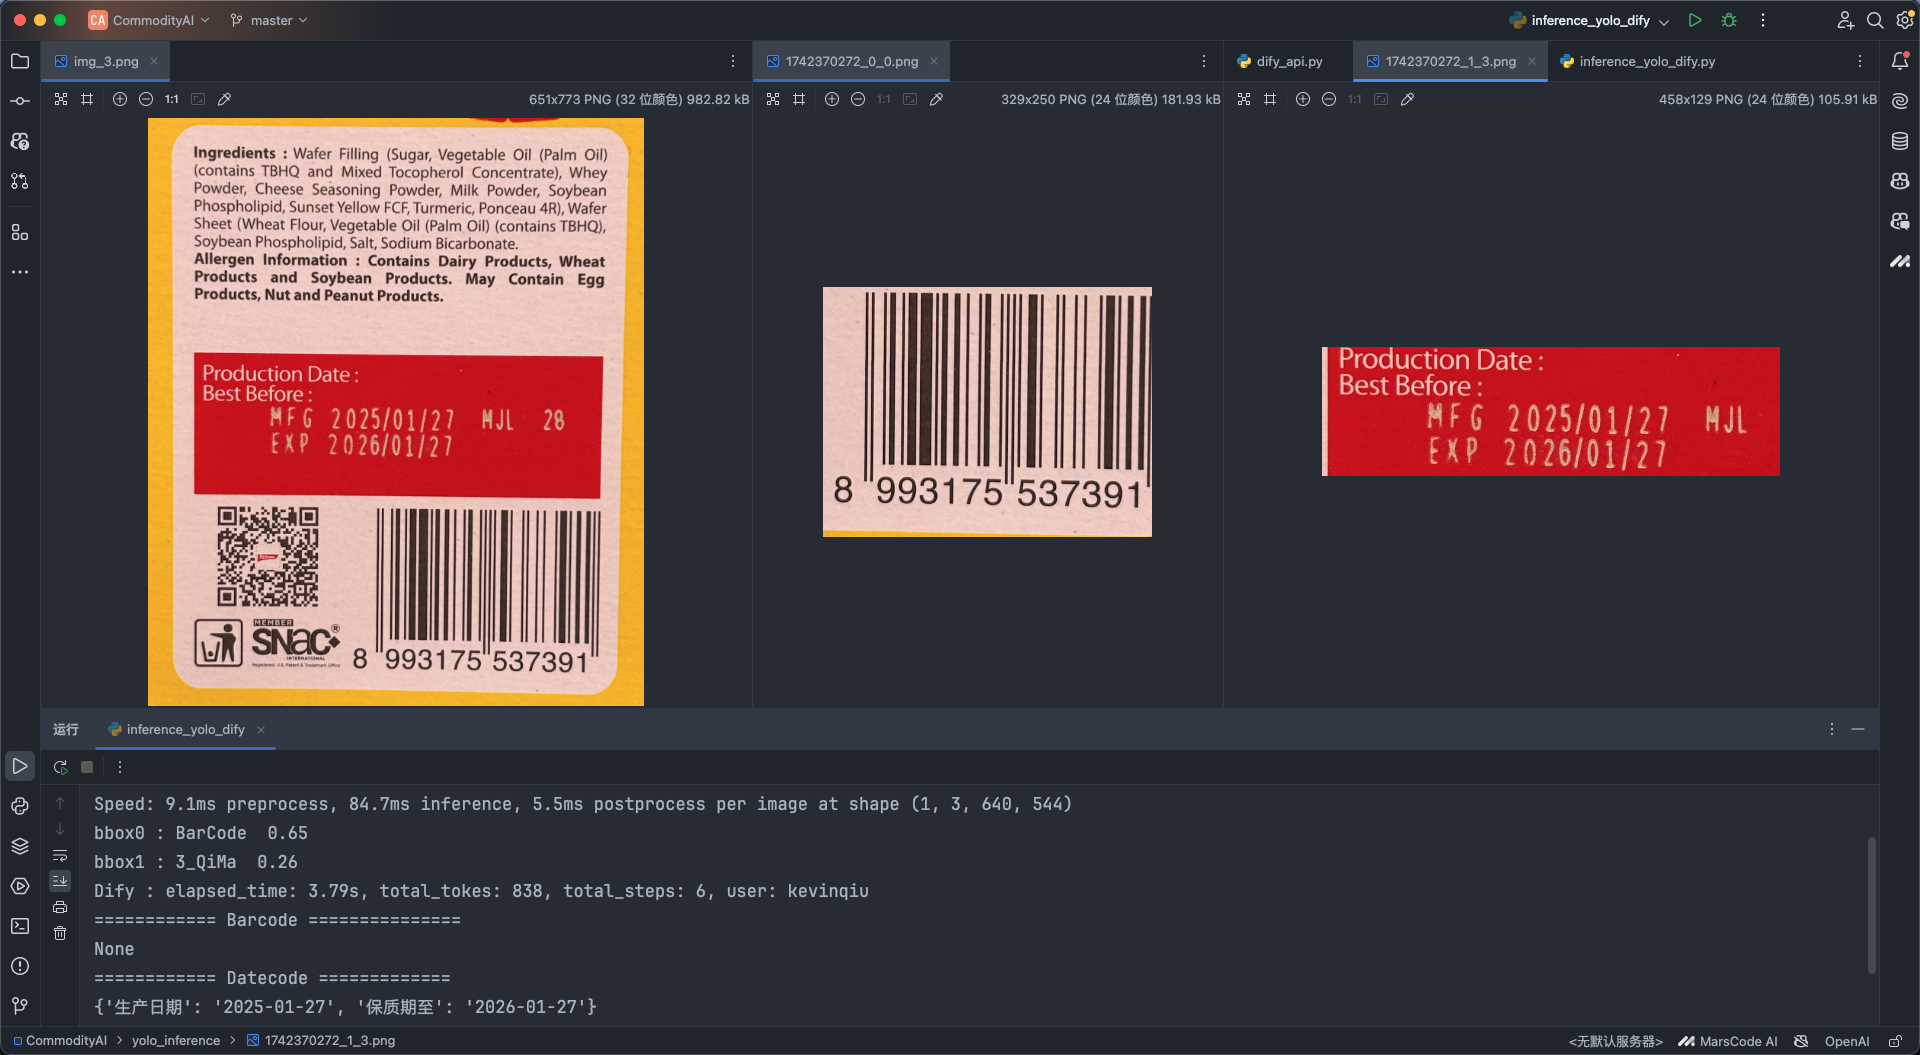 CA CommodityAI master inference_yolo_dify
img_3.png
1742370272_0_0.png
dify_api.py 1742370272_1_3.png inference_yolo_dify.py
1:1 651x773 PNG (32 位颜色) 982.82 kB
1:1 329x250 PNG (24 位颜色) 181.93 kB
1:1 458x129 PNG (24 位颜色) 105.91 kB
Ingredients : Wafer Filling (Sugar, Vegetable Oil (Palm Oil)
(contains TBHQ and Mixed Tocopherol Concentrate), Whey
Powder, Cheese Seasoning Powder, Milk Powder, Soybean
Phospholipid, Sunset Yellow FCF, Turmeric, Ponceau 4R), Wafer
Sheet (Wheat Flour, Vegetable Oil (Palm Oil) (contains TBHQ),
Soybean Phospholipid, Salt, Sodium Bicarbonate.
Allergen Information : Contains Dairy Products, Wheat
Products and Soybean Products. May Contain Egg
Products, Nut and Peanut Products.
Production Date :
Best Before :
MFG 2025/01/27 MJL 28
EXP 2026/01/27
MEMBER
SNAC®
INTERNATIONAL
Registered U.S. Patent & Trademark Office
8 993175 537391
8 993175 537391
Production Date :
Best Before :
MFG 2025/01/27 MJL
EXP 2026/01/27
运行 inference_yolo_dify
Speed: 9.1ms preprocess, 84.7ms inference, 5.5ms postprocess per image at shape (1, 3, 640, 544)
bbox0 : BarCode  0.65
bbox1 : 3_QiMa  0.26
Dify : elapsed_time: 3.79s, total_tokes: 838, total_steps: 6, user: kevinqiu
============ Barcode ===============
None
============ Datecode =============
{'生产日期': '2025-01-27', '保质期至': '2026-01-27'}
CommodityAI > yolo_inference > 1742370272_1_3.png <无默认服务器> MarsCode AI OpenAI